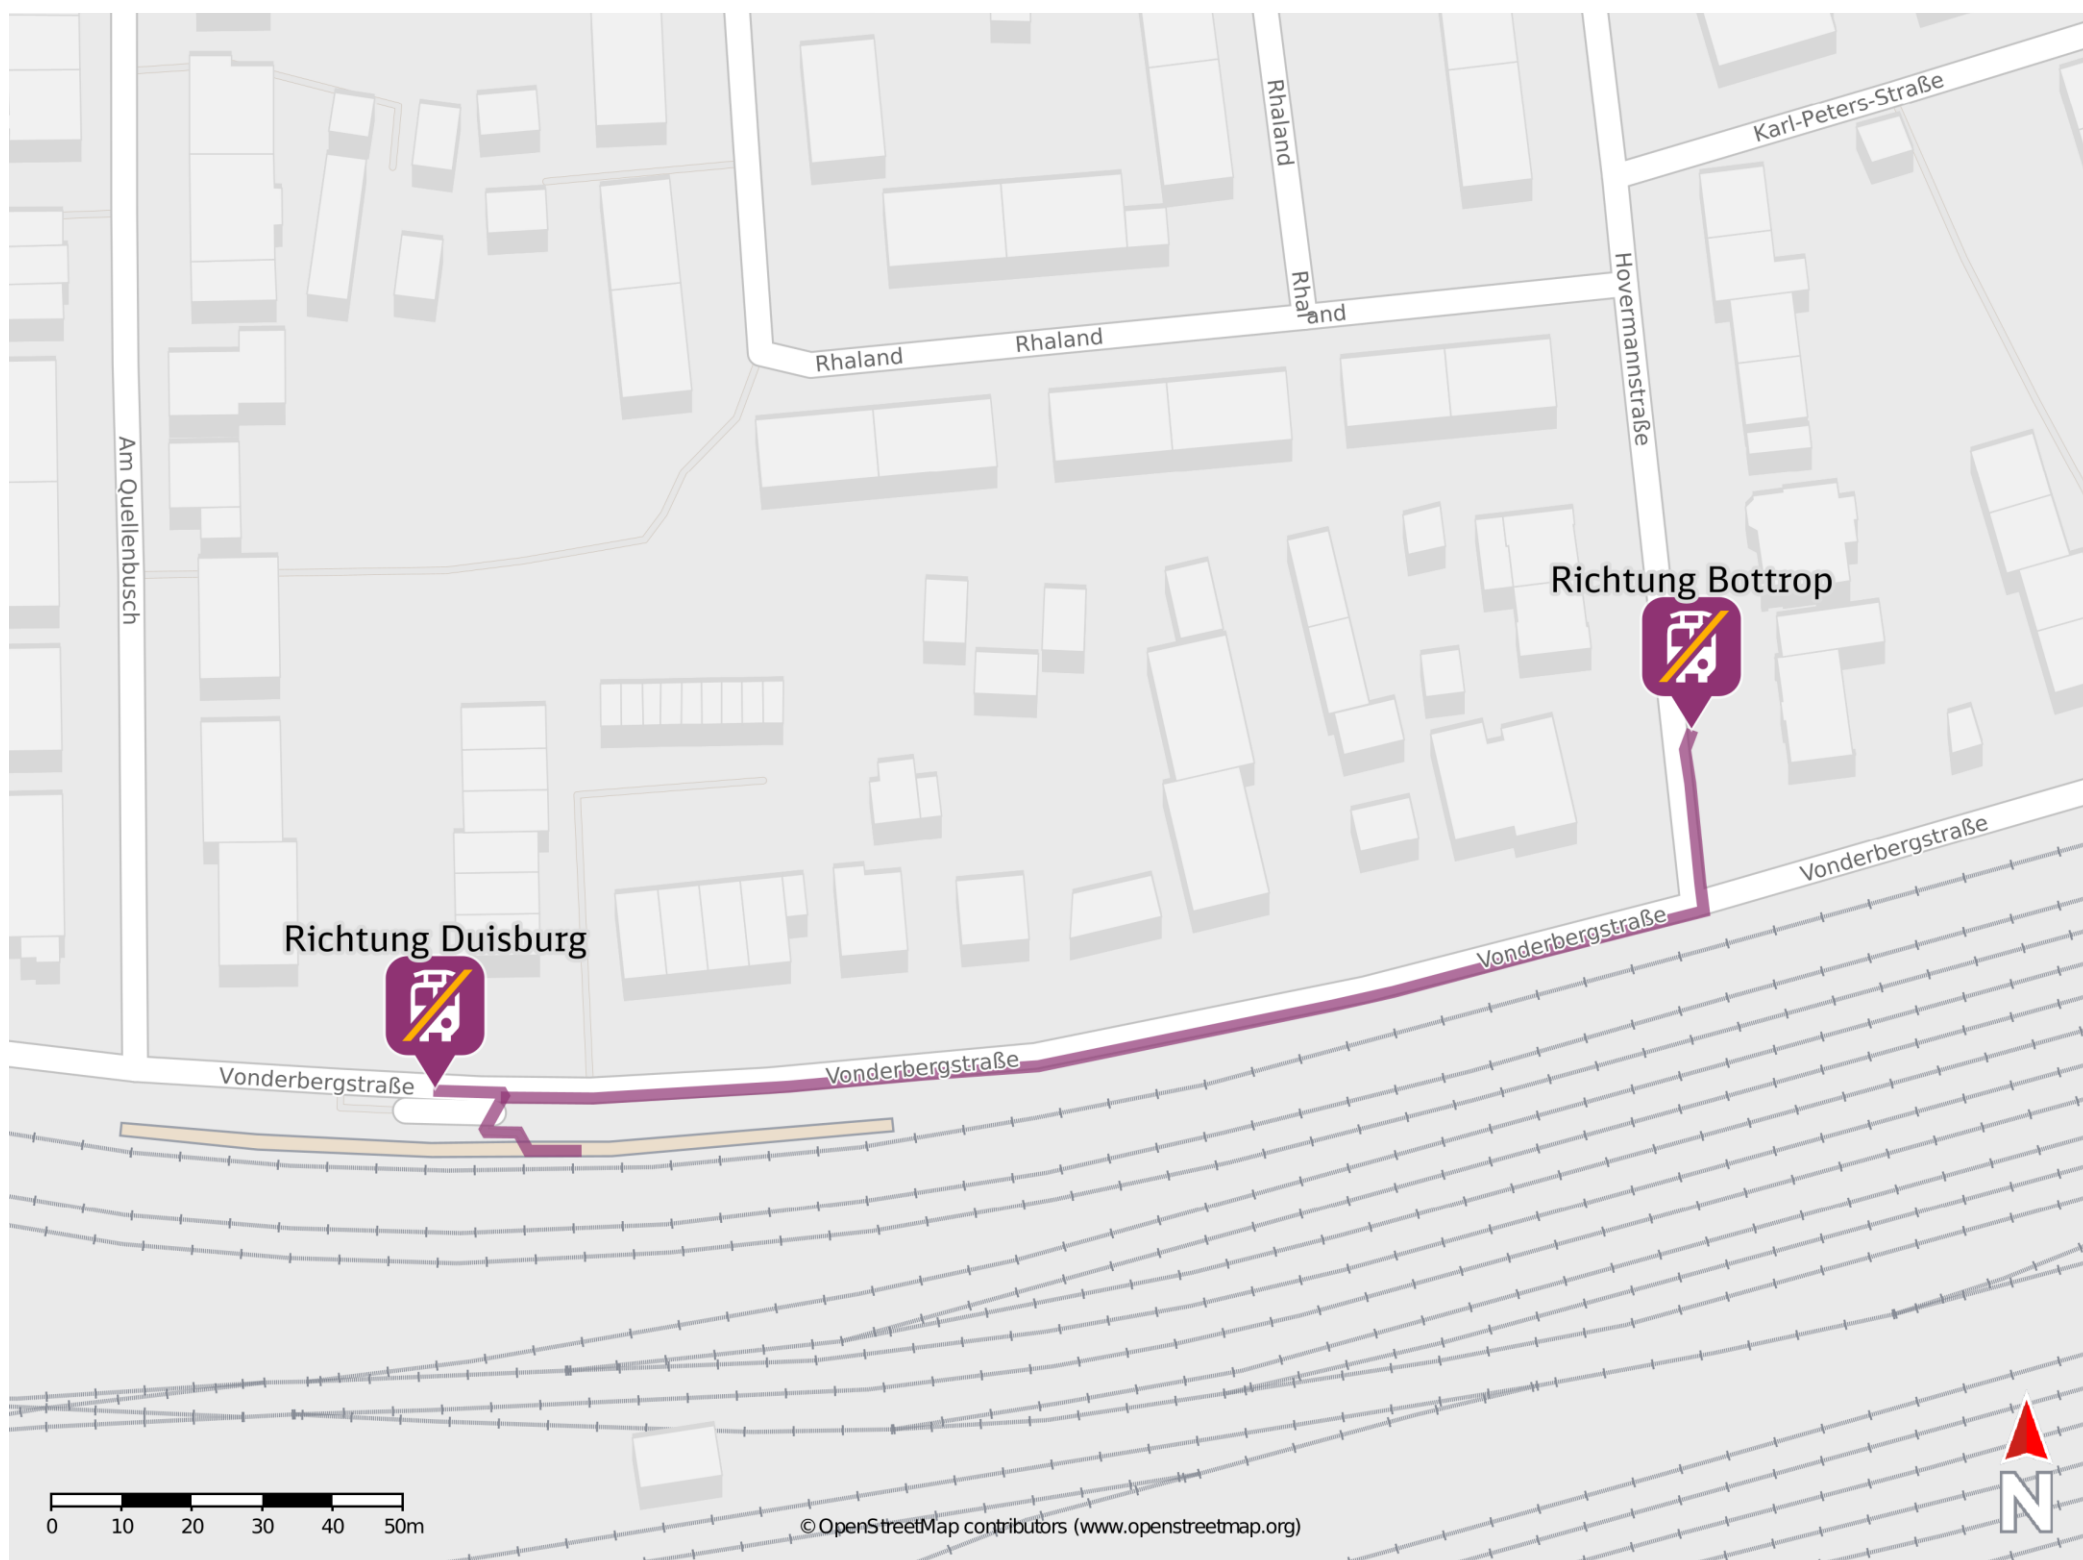 Karl-Peters-Straße
Rhaland
Hovermannstraße
Rhaland
Rhaland
Rhaland
Rhaland
Am Quellenbusch
Richtung Bottrop
Vonderbergstraße
Vonderbergstraße
Richtung Duisburg
Vonderbergstraße
Vonderbergstraße
0 10 20 30 40 50m
© OpenStreetMap contributors (www.openstreetmap.org)
N